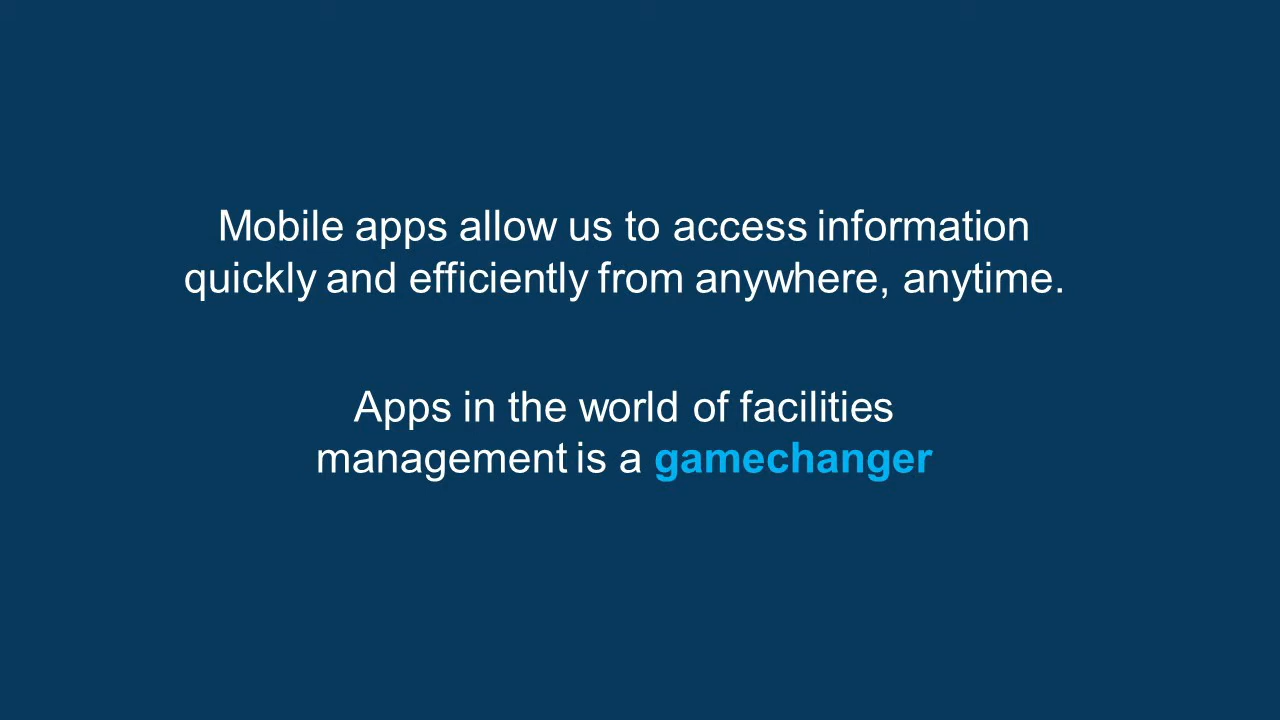 Mobile apps allow us to access information
quickly and efficiently from anywhere, anytime.
Apps in the world of facilities
management is a gamechanger